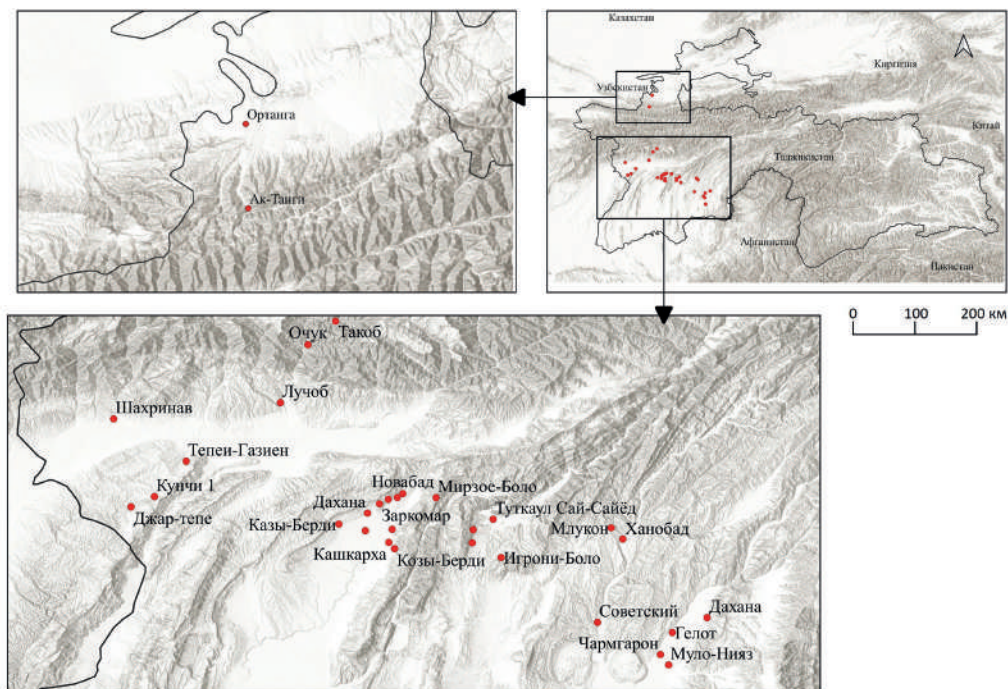 Ортанга
Ак-Танги
Казахстан
Киргизия
Узбекистан
Китай
Таджикистан
Афганистан
Пакистан
0 100 200 км
Очук
Такоб
Лучоб
Шахринав
Тепеи-Газиен
Кунчи 1
Джар-тепе
Новабад
Мирзое-Боло
Дахана
Заркомар
Казы-Берди
Кашкарха
Козы-Берди
Туткаул Сай-Сайёд
Игрони-Боло
Млукон
Ханобад
Советский
Дахана
Гелот
Чармгарон
Муло-Нияз